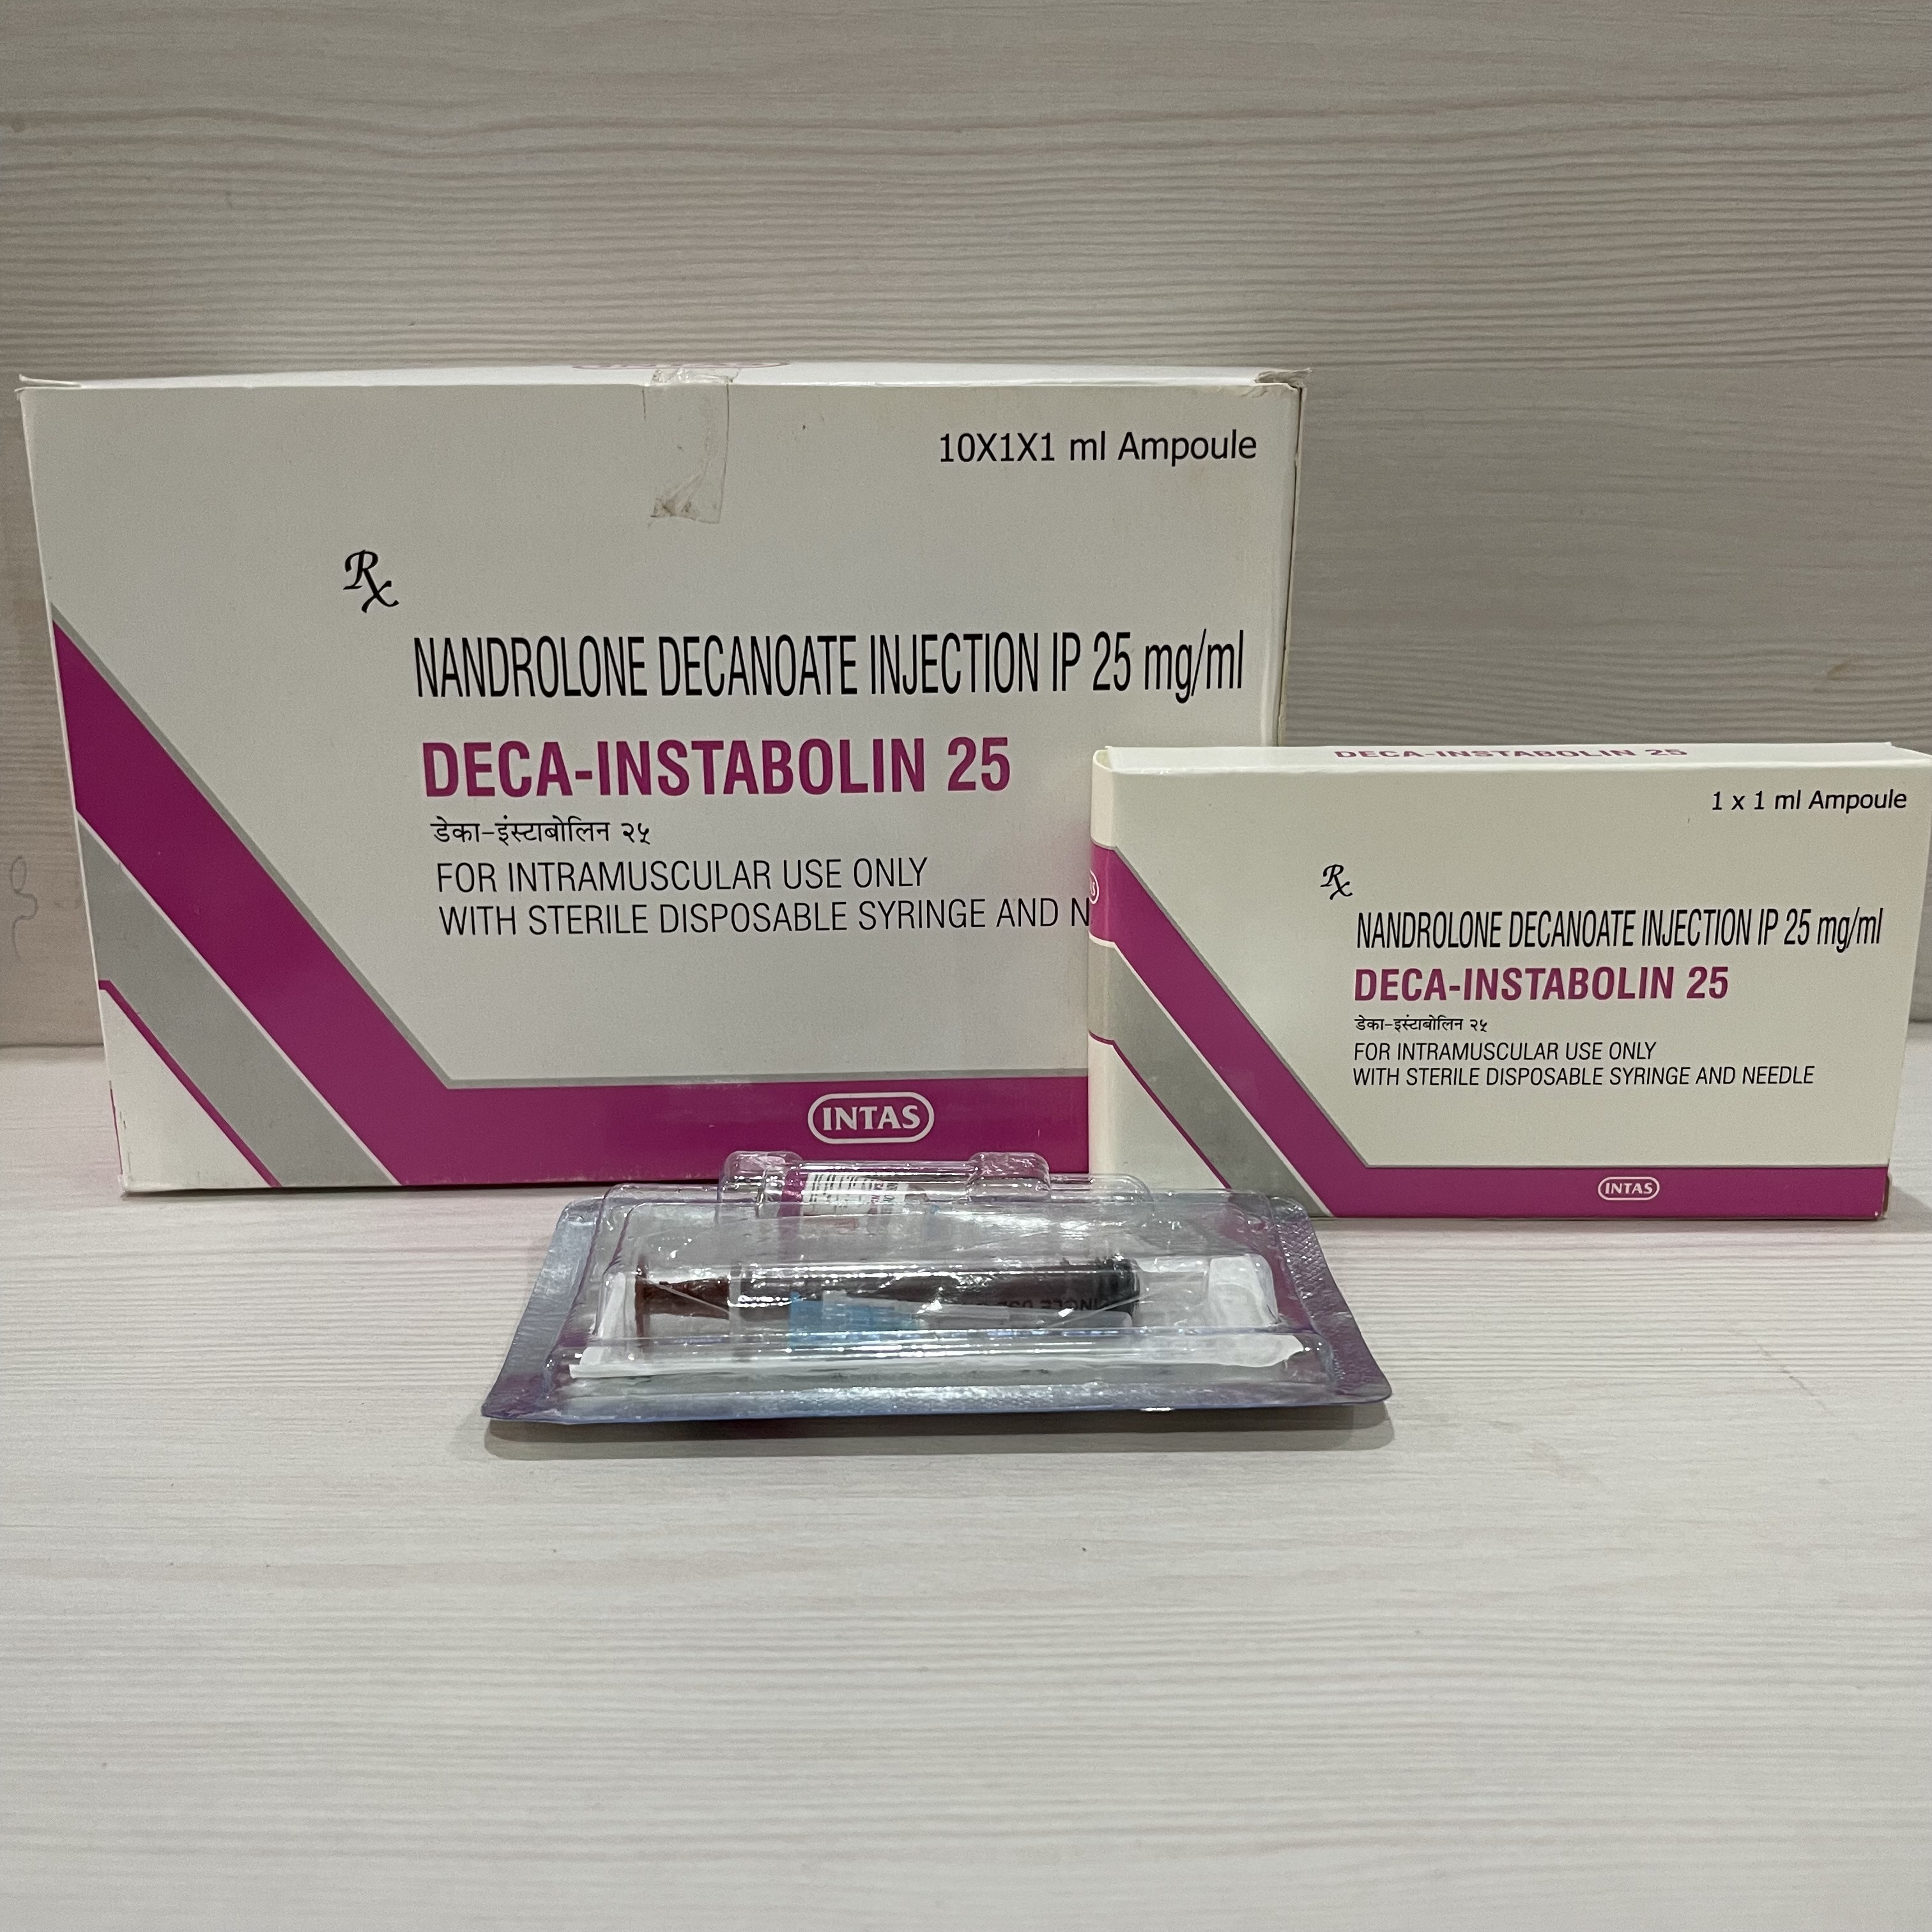 10X1X1 ml Ampoule
Rx
NANDROLONE DECANOATE INJECTION IP 25 mg/ml
DECA-INSTABOLIN 25
डेका-इंस्टाबोलिन २५
FOR INTRAMUSCULAR USE ONLY
WITH STERILE DISPOSABLE SYRINGE AND N
INTAS
DECA-INSTABOLIN 25
1 x 1 ml Ampoule
Rx
NANDROLONE DECANOATE INJECTION IP 25 mg/ml
DECA-INSTABOLIN 25
डेका-इस्टांबोलिन २५
FOR INTRAMUSCULAR USE ONLY
WITH STERILE DISPOSABLE SYRINGE AND NEEDLE
INTAS